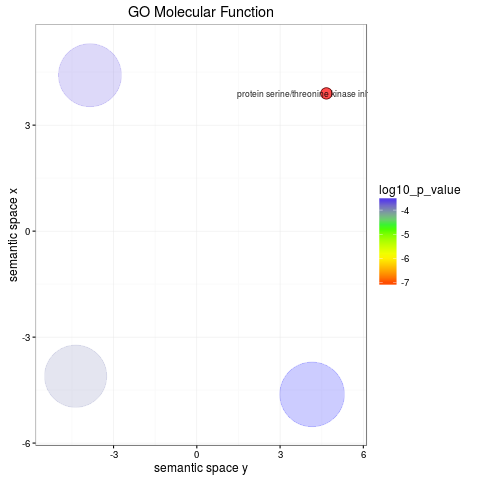 GO Molecular Function
protein serine/threonine kinase inh
log10_p_value
-4
-5
-6
-7
3
0
-3
-6
-3
0
3
6
semantic space x
semantic space y